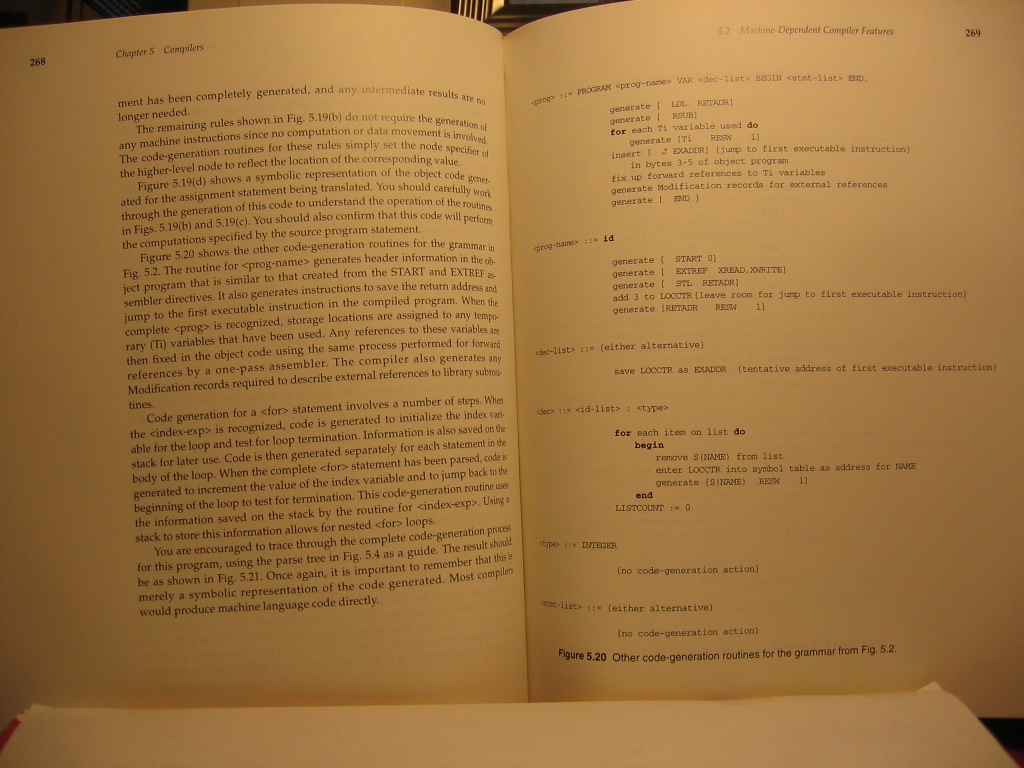 268
Chapter 5 Compilers
ment has been completely generated, and any intermediate results are no
longer needed.
The remaining rules shown in Fig. 5.19(b) do not require the generation of
any machine instructions since no computation or data movement is involved.
The code-generation routines for these rules simply set the node specifier of
the higher-level node to reflect the location of the corresponding value.
Figure 5.19(d) shows a symbolic representation of the object code gener-
ated for the assignment statement being translated. You should carefully work
through the generation of this code to understand the operation of the routines
in Figs. 5.19(b) and 5.19(c). You should also confirm that this code will perform
the computations specified by the source program statement.
Figure 5.20 shows the other code-generation routines for the grammar in
Fig. 5.2. The routine for <prog-name> generates header information in the ob-
ject program that is similar to that created from the START and EXTREF as-
sembler directives. It also generates instructions to save the return address and
jump to the first executable instruction in the compiled program. When the
complete <prog> is recognized, storage locations are assigned to any tempo-
rary (Ti) variables that have been used. Any references to these variables are
then fixed in the object code using the same process performed for forward
references by a one-pass assembler. The compiler also generates any
Modification records required to describe external references to library subrou-
tines.
Code generation for a <for> statement involves a number of steps. When
the <index-exp> is recognized, code is generated to initialize the index vari-
able for the loop and test for loop termination. Information is also saved on the
stack for later use. Code is then generated separately for each statement in the
body of the loop. When the complete <for> statement has been parsed, code is
generated to increment the value of the index variable and to jump back to the
beginning of the loop to test for termination. This code-generation routine uses
the information saved on the stack by the routine for <index-exp>. Using a
stack to store this information allows for nested <for> loops.
You are encouraged to trace through the complete code-generation process
for this program, using the parse tree in Fig. 5.4 as a guide. The result should
be as shown in Fig. 5.21. Once again, it is important to remember that this is
merely a symbolic representation of the code generated. Most compilers
would produce machine language code directly.
5.2 Machine-Dependent Compiler Features
269
<prog> ::= PROGRAM <prog-name> VAR <dec-list> BEGIN <stmt-list> END.
generate [ LDL RETADR]
generate [ RSUB]
for each Ti variable used do
generate [Ti RESW 1]
insert [ J EXADDR] {jump to first executable instruction}
in bytes 3-5 of object program
fix up forward references to Ti variables
generate Modification records for external references
generate [ END ]
<prog-name> ::= id
generate [ START 0]
generate [ EXTREF XREAD,XWRITE]
generate [ STL RETADR]
add 3 to LOCCTR {leave room for jump to first executable instruction}
generate [RETADR RESW 1]
<dec-list> ::= {either alternative}
save LOCCTR as EXADDR {tentative address of first executable instruction}
<dec> ::= <id-list> : <type>
for each item on list do
begin
remove S(NAME) from list
enter LOCCTR into symbol table as address for NAME
generate [S(NAME) RESW 1]
end
LISTCOUNT := 0
<type> ::= INTEGER
{no code-generation action}
<stmt-list> ::= {either alternative}
{no code-generation action}
Figure 5.20 Other code-generation routines for the grammar from Fig. 5.2.